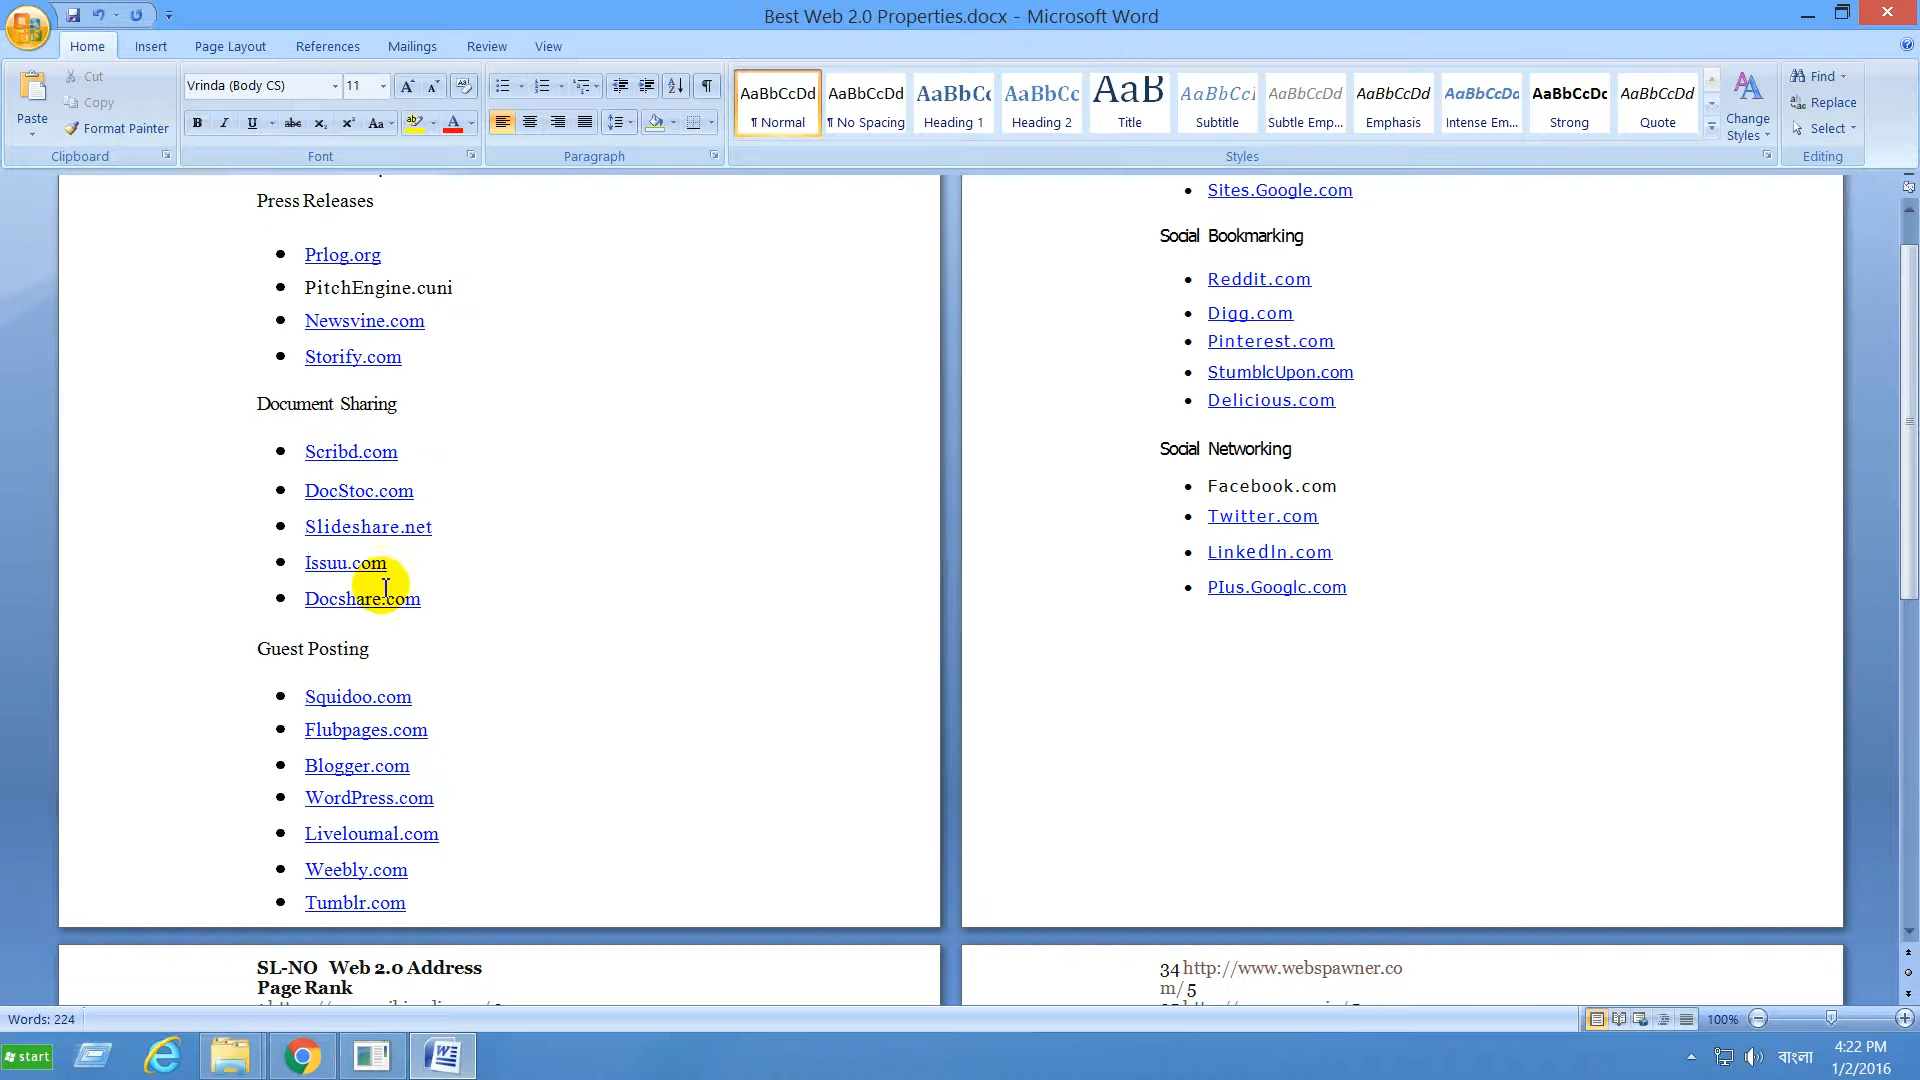 Best Web 2.0 Properties.docx - Microsoft Word
Home Insert Page Layout References Mailings Review View
Paste
Cut
Copy
Format Painter
Clipboard
Vrinda (Body CS) 11
Font
Paragraph
AaBbCcDd AaBbCcDd AaBbCc AaBbCc AaB AaBbCcl AaBbCcDd AaBbCcDd AaBbCcDd AaBbCcDc AaBbCcDd
¶ Normal ¶ No Spacing Heading 1 Heading 2 Title Subtitle Subtle Emp... Emphasis Intense Em... Strong Quote
Change
Styles
Styles
Find
Replace
Select
Editing
Press Releases
Prlog.org
PitchEngine.cuni
Newsvine.com
Storify.com
Document Sharing
Scribd.com
DocStoc.com
Slideshare.net
Issuu.com
Docshare.com
Guest Posting
Squidoo.com
Flubpages.com
Blogger.com
WordPress.com
Liveloumal.com
Weebly.com
Tumblr.com
Sites.Google.com
Social Bookmarking
Reddit.com
Digg.com
Pinterest.com
StumblcUpon.com
Delicious.com
Social Networking
Facebook.com
Twitter.com
LinkedIn.com
PIus.Googlc.com
SL-NO Web 2.0 Address
Page Rank
34 http://www.webspawner.co
m/ 5
Words: 224
100%
start
বাংলা
4:22 PM
1/2/2016